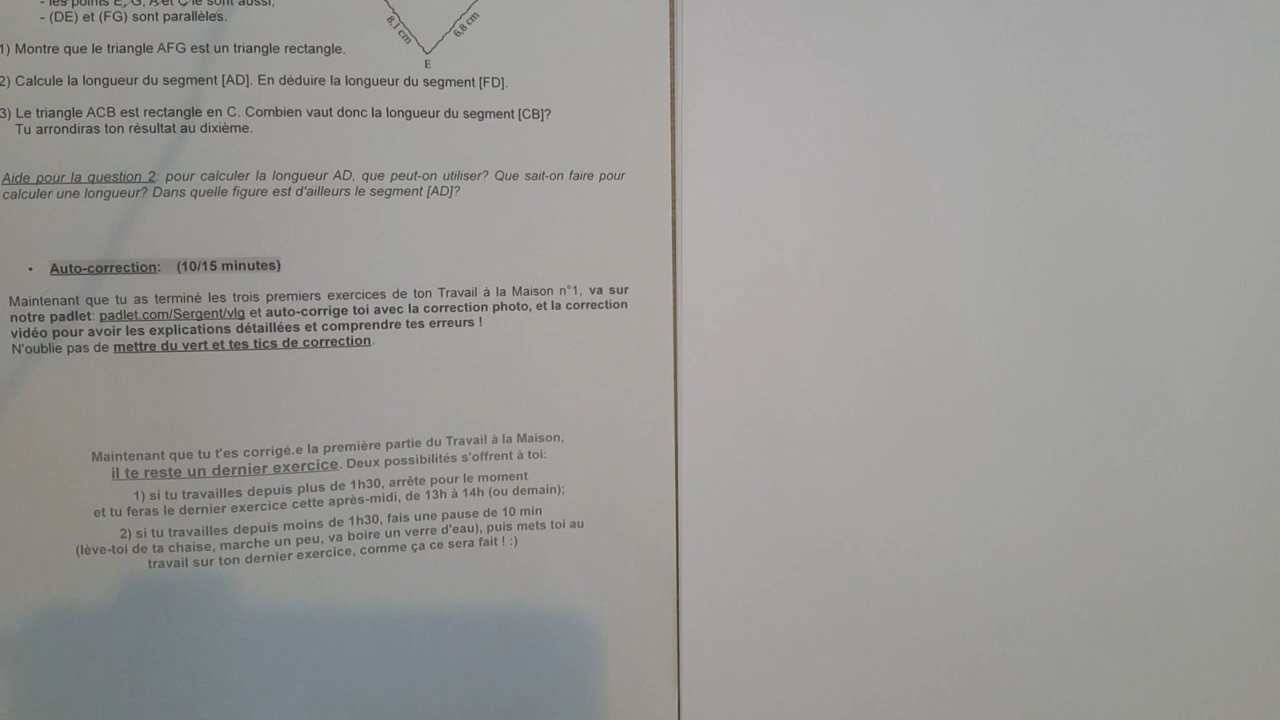 - les points E, G, A et C le sont aussi,
- (DE) et (FG) sont parallèles.
8,1 cm
6,8 cm
E
1) Montre que le triangle AFG est un triangle rectangle.
2) Calcule la longueur du segment [AD]. En déduire la longueur du segment [FD].
3) Le triangle ACB est rectangle en C. Combien vaut donc la longueur du segment [CB]?
Tu arrondiras ton résultat au dixième.
Aide pour la question 2: pour calculer la longueur AD, que peut-on utiliser? Que sait-on faire pour
calculer une longueur? Dans quelle figure est d'ailleurs le segment [AD]?
• Auto-correction: (10/15 minutes)
Maintenant que tu as terminé les trois premiers exercices de ton Travail à la Maison n°1, va sur
notre padlet: padlet.com/Sergent/vlg et auto-corrige toi avec la correction photo, et la correction
vidéo pour avoir les explications détaillées et comprendre tes erreurs !
N'oublie pas de mettre du vert et tes tics de correction.
Maintenant que tu t'es corrigé.e la première partie du Travail à la Maison,
il te reste un dernier exercice. Deux possibilités s'offrent à toi:
1) si tu travailles depuis plus de 1h30, arrête pour le moment
et tu feras le dernier exercice cette après-midi, de 13h à 14h (ou demain);
2) si tu travailles depuis moins de 1h30, fais une pause de 10 min
(lève-toi de ta chaise, marche un peu, va boire un verre d'eau), puis mets toi au
travail sur ton dernier exercice, comme ça ce sera fait ! :)